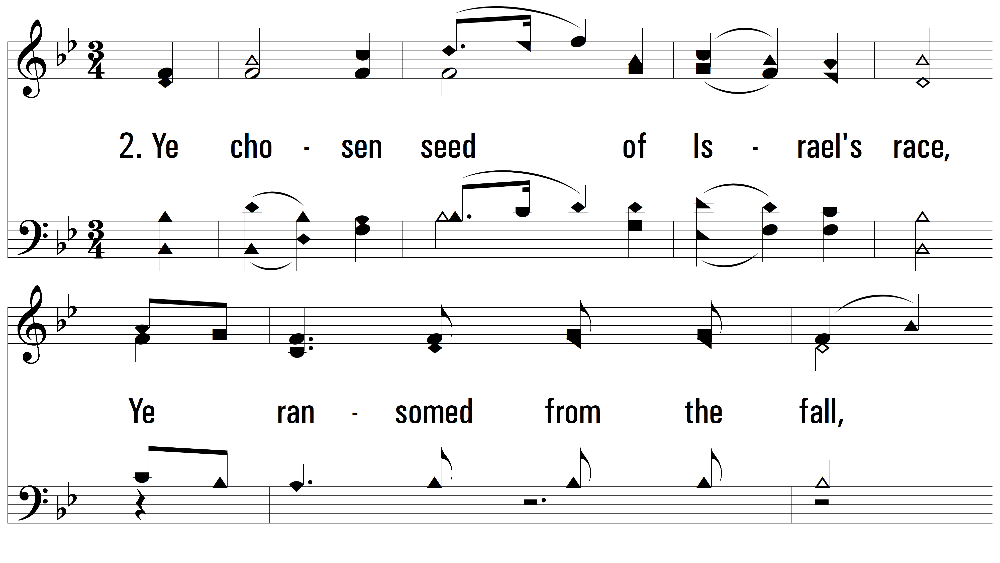 2. Ye cho - sen seed of Is - rael's race,
Ye ran - somed from the fall,